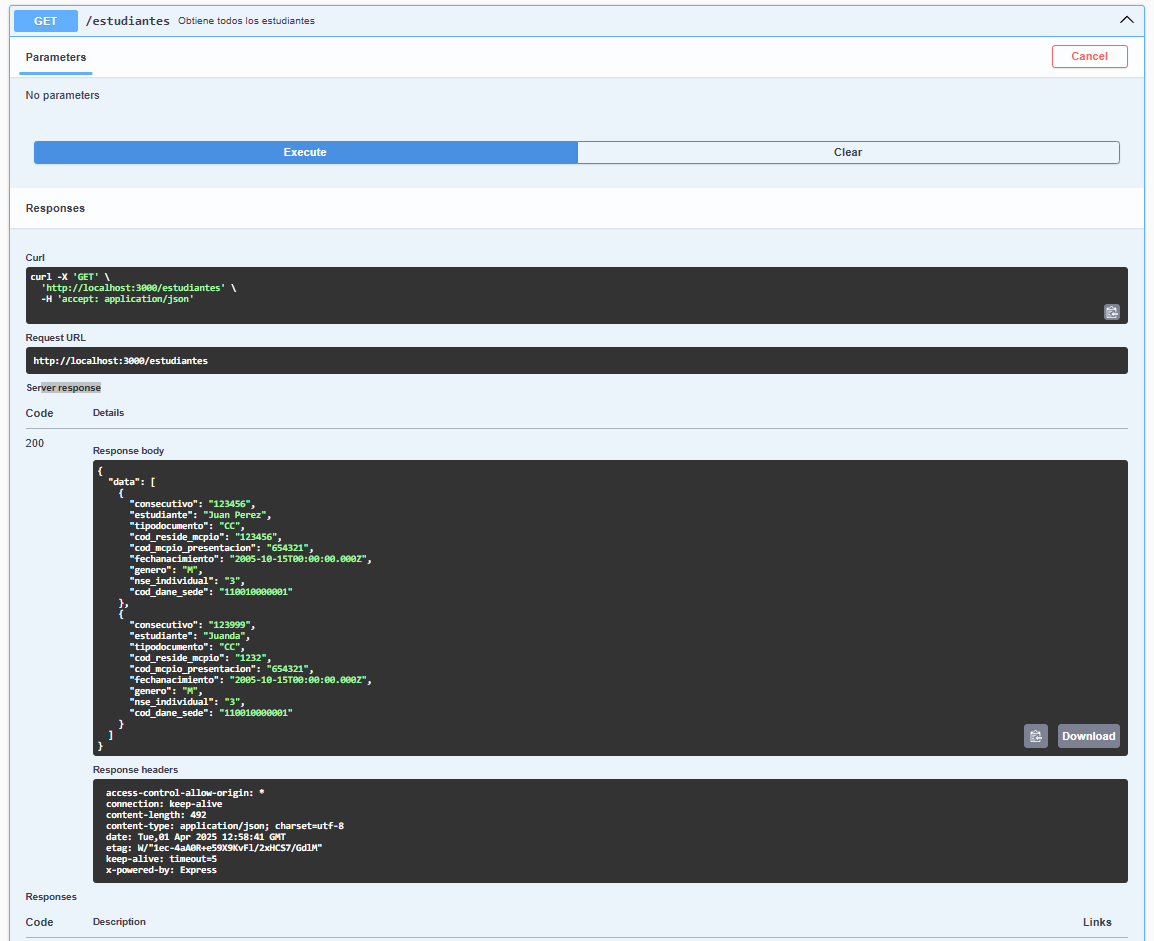 GET /estudiantes Obtiene todos los estudiantes
Parameters Cancel
No parameters
Execute Clear
Responses
Curl
curl -X 'GET' \
  'http://localhost:3000/estudiantes' \
  -H 'accept: application/json'
Request URL
http://localhost:3000/estudiantes
Server response
Code Details
200
Response body
{
  "data": [
    {
      "consecutivo": "123456",
      "estudiante": "Juan Perez",
      "tipodocumento": "CC",
      "cod_reside_mcpio": "123456",
      "cod_mcpio_presentacion": "654321",
      "fechanacimiento": "2005-10-15T00:00:00.000Z",
      "genero": "M",
      "nse_individual": "3",
      "cod_dane_sede": "110010000001"
    },
    {
      "consecutivo": "123999",
      "estudiante": "Juanda",
      "tipodocumento": "CC",
      "cod_reside_mcpio": "1232",
      "cod_mcpio_presentacion": "654321",
      "fechanacimiento": "2005-10-15T00:00:00.000Z",
      "genero": "M",
      "nse_individual": "3",
      "cod_dane_sede": "110010000001"
    }
  ]
}
Download
Response headers
access-control-allow-origin: *
connection: keep-alive
content-length: 492
content-type: application/json; charset=utf-8
date: Tue,01 Apr 2025 12:58:41 GMT
etag: W/"1ec-4aA0R+e59X9KvFl/2xHCS7/GdlM"
keep-alive: timeout=5
x-powered-by: Express
Responses
Code Description Links